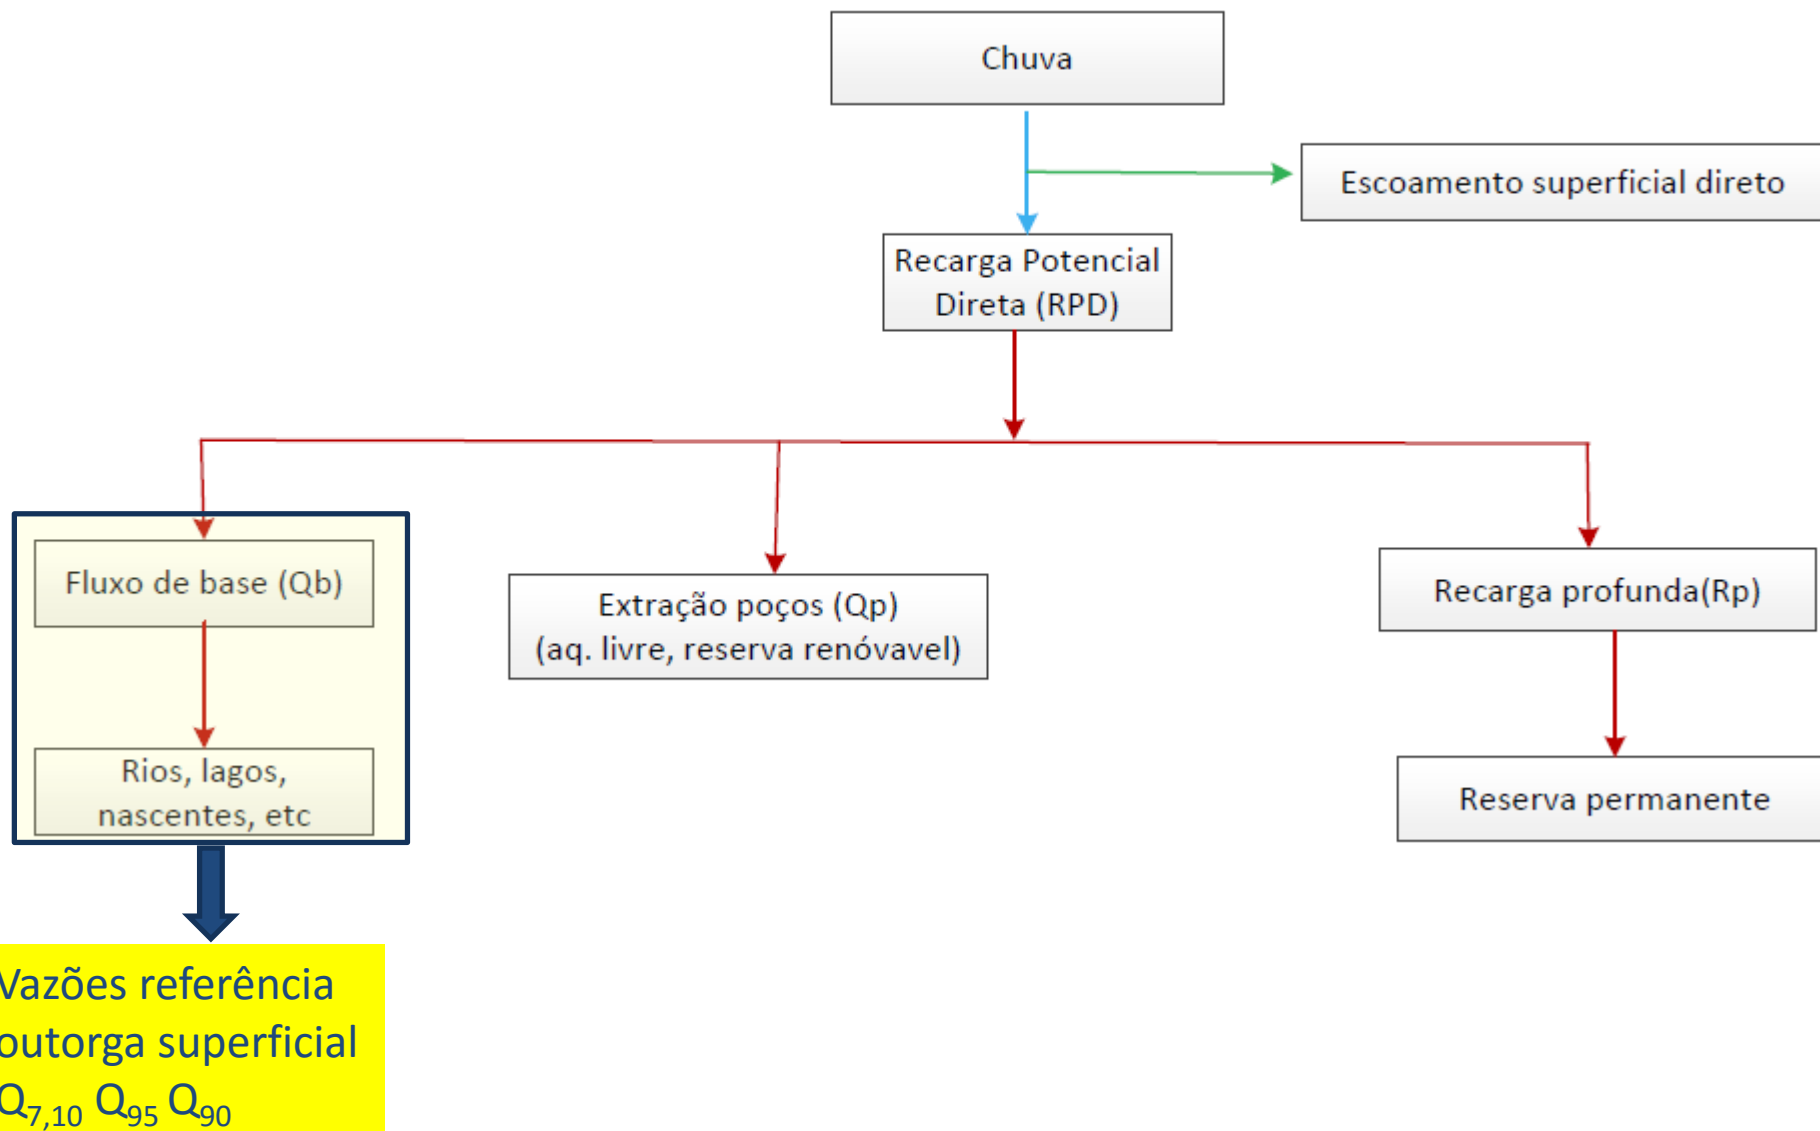 Chuva
Escoamento superficial direto
Recarga Potencial
Direta (RPD)
Fluxo de base (Qb)
Extração poços (Qp)
(aq. livre, reserva renóvavel)
Recarga profunda(Rp)
Rios, lagos,
nascentes, etc
Reserva permanente
Vazões referência
outorga superficial
Q7,10 Q95 Q90